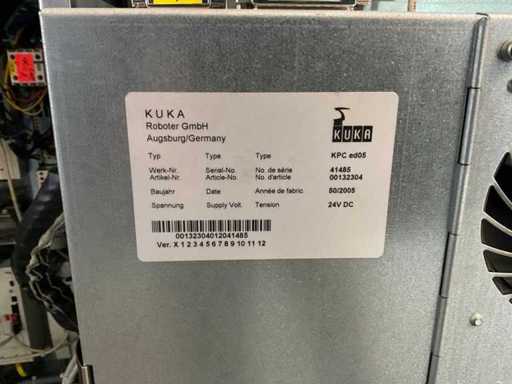 KUKA
Roboter GmbH
Augsburg/Germany
KUKA
Typ Type Type KPC ed05
Werk-Nr. Serial-No. No. de série 41485
Artikel-Nr. Article-No. No. d'article 00132304
Baujahr Date Année de fabric. 50/2005
Spannung Supply Volt. Tension 24V DC
00132304012041485
Ver. X 1 2 3 4 5 6 7 8 9 10 11 12